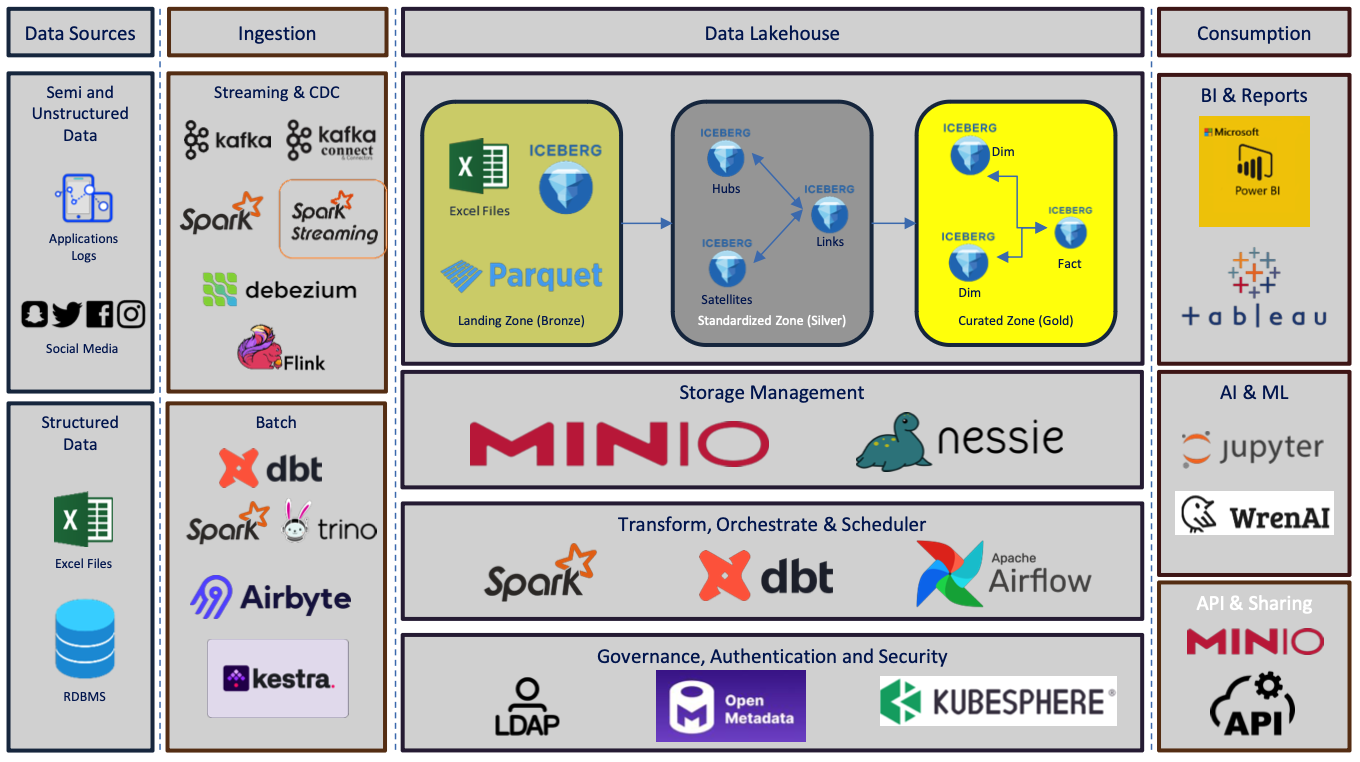 Data Sources
Ingestion
Data Lakehouse
Consumption
Semi and
Unstructured
Data
Applications
Logs
Social Media
Structured
Data
Excel Files
RDBMS
Streaming & CDC
kafka
kafka
connect
& Connectors
Spark
Spark
Streaming
debezium
Flink
Batch
dbt
Spark
trino
Airbyte
kestra.
X
Excel Files
ICEBERG
Parquet
Landing Zone (Bronze)
ICEBERG
Hubs
ICEBERG
Links
ICEBERG
Satellites
Standardized Zone (Silver)
ICEBERG
Dim
ICEBERG
Fact
ICEBERG
Dim
Curated Zone (Gold)
Storage Management
MINIO
nessie
Transform, Orchestrate & Scheduler
Spark
dbt
APACHE
Airflow
Governance, Authentication and Security
LDAP
Open
Metadata
KUBESPHERE®
BI & Reports
Microsoft
Power BI
+ableau
AI & ML
jupyter
WrenAI
API & Sharing
MINIO
API